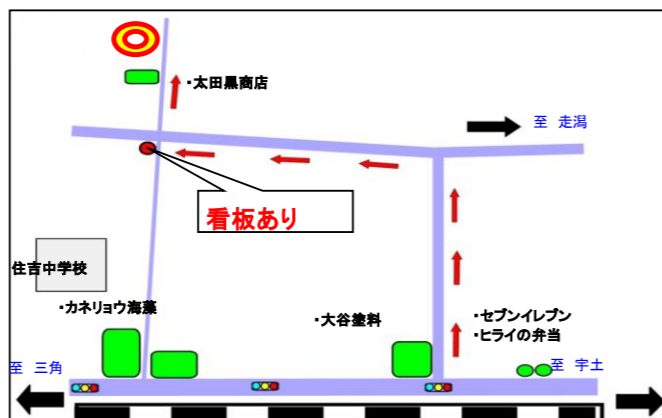 ・太田黒商店
至 走潟
看板あり
住吉中学校
・カネリョウ海藻
・大谷塗料
・セブンイレブン
・ヒライの弁当
至 三角
至 宇土